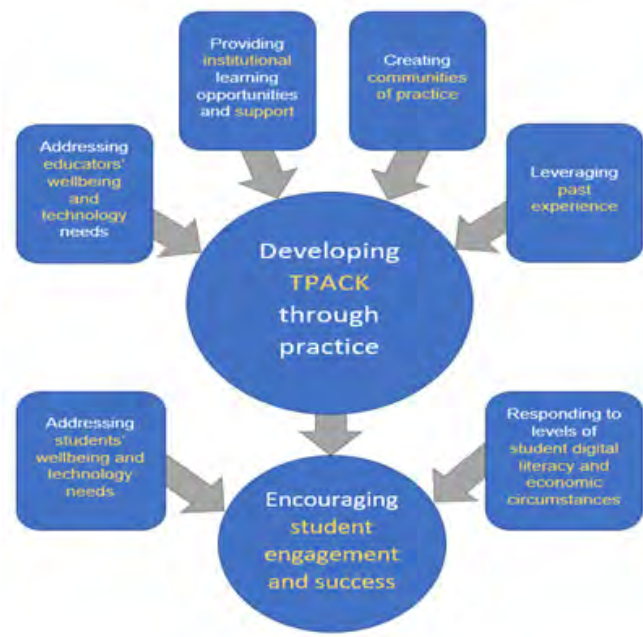 Providing
institutional
learning
opportunities
and support
Creating
communities
of practice
Addressing
educators'
wellbeing
and
technology
needs
Leveraging
past
experience
Developing
TPACK
through
practice
Addressing
students'
wellbeing and
technology
needs
Responding to
levels of
student digital
literacy and
economic
circumstances
Encouraging
student
engagement
and success